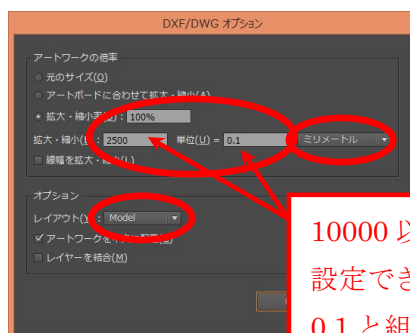 DXF/DWG オプション
アートワークの倍率
元のサイズ(O)
アートボードに合わせて拡大・縮小(A)
拡大・縮小率(S): 100%
拡大・縮小(E): 2500 単位(U) = 0.1 ミリメートル
線幅を拡大・縮小(L)
オプション
レイアウト(Y): Model
アートワークを
レイヤーを結合(M)
10000 以
設定でき
0.1 と組